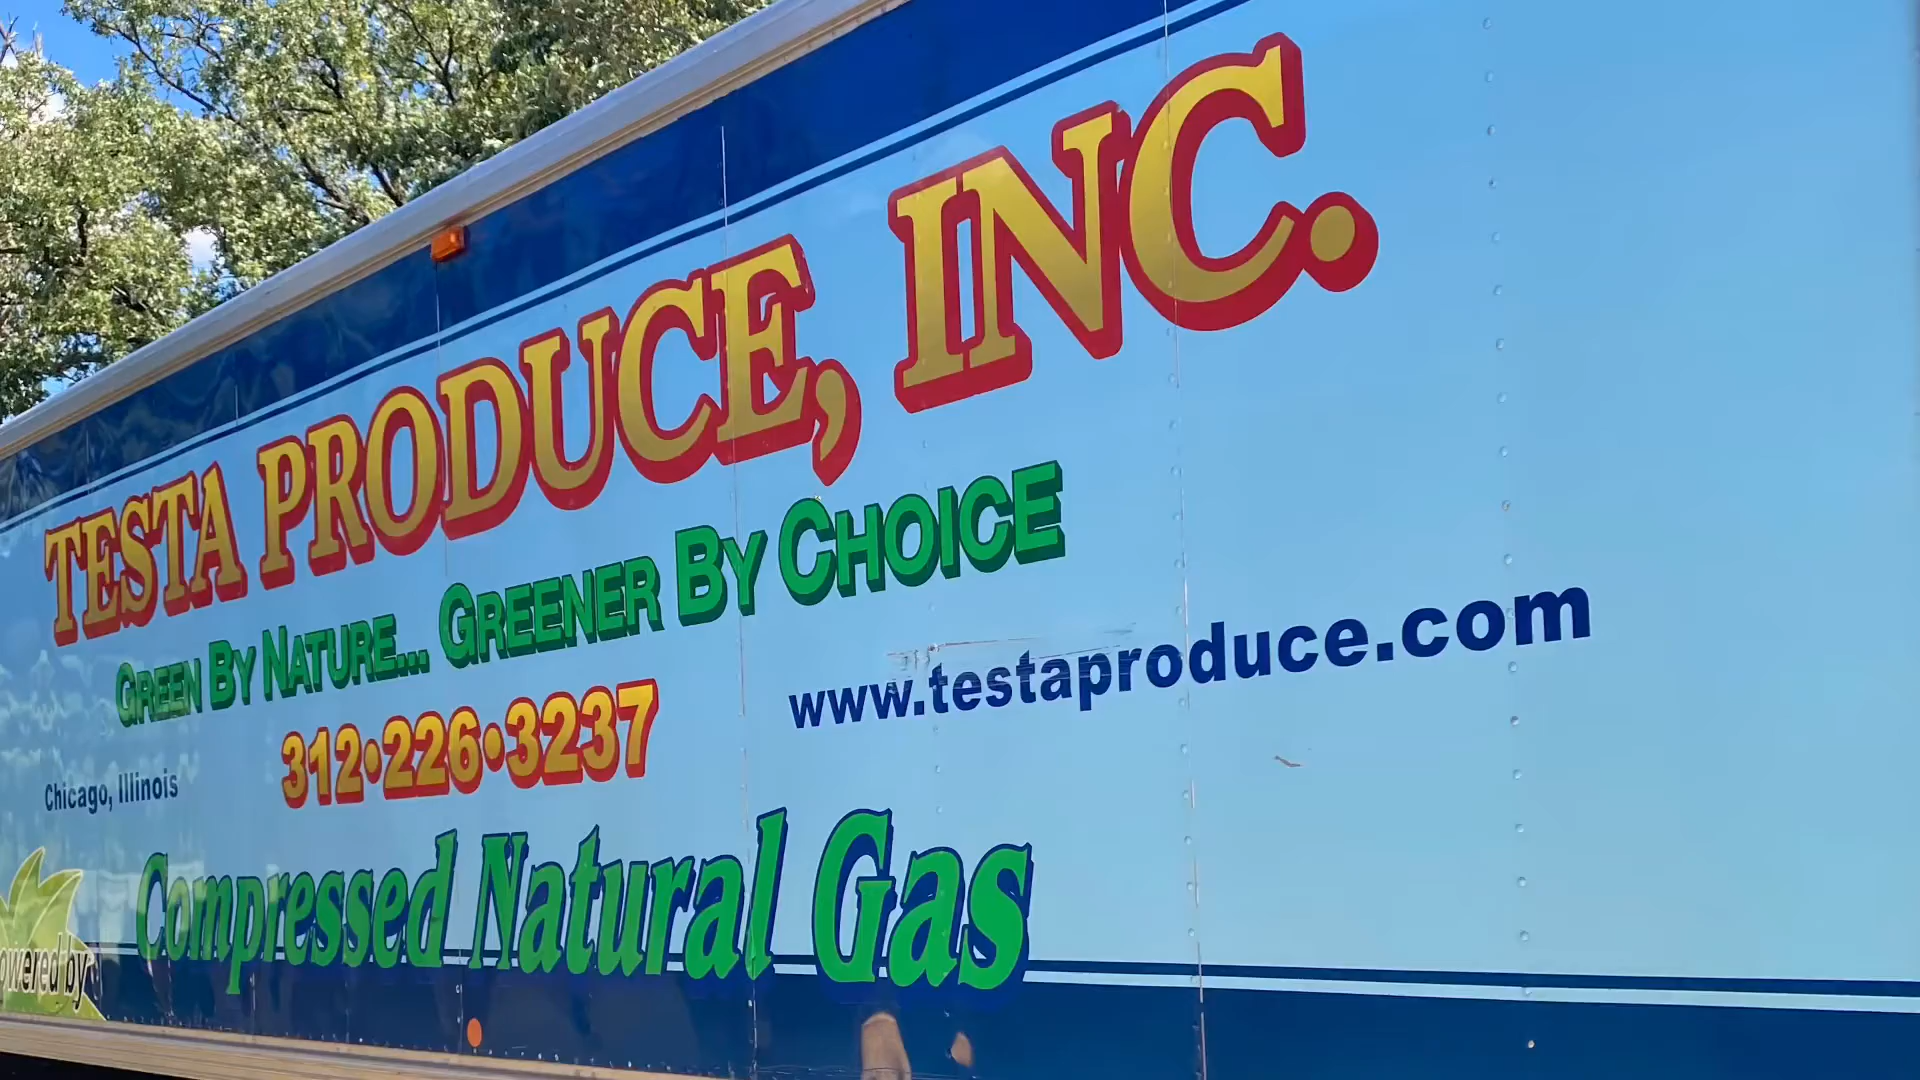 TESTA PRODUCE, INC.
GREEN BY NATURE... GREENER BY CHOICE
312•226•3237
www.testaproduce.com
Chicago, Illinois
Compressed Natural Gas
owered by